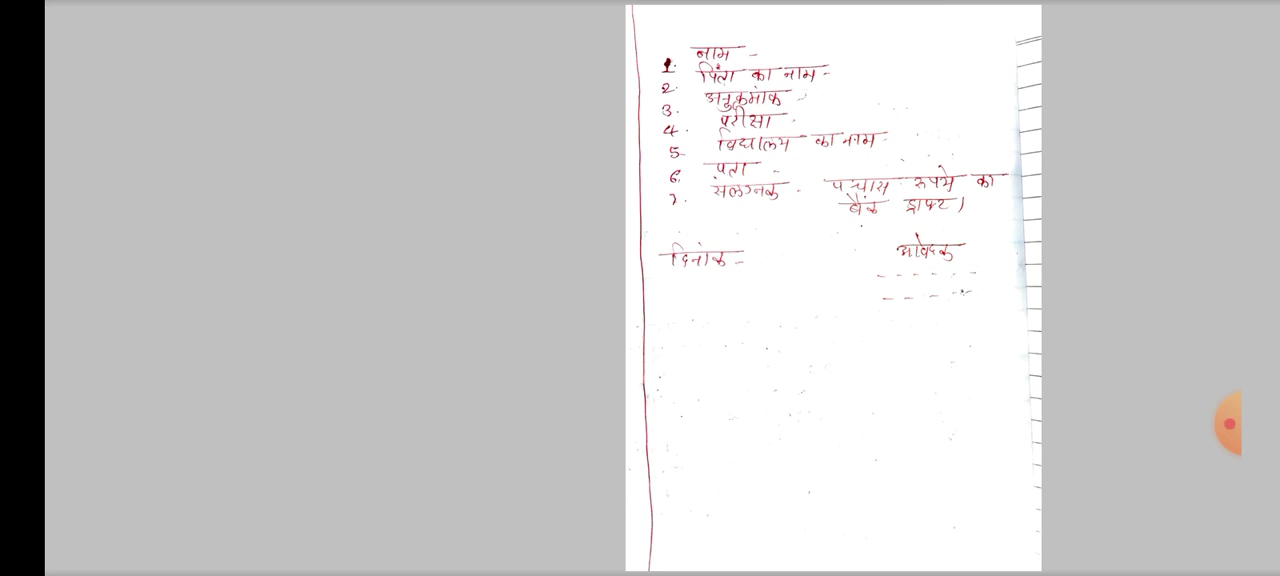 1. नाम -
2. पिता का नाम -
3. अनुक्रमांक -
4. परीक्षा -
5 विद्यालय का नाम -
6. पता -
7. संलग्नक - पचास रुपये का
बैंक ड्राफ्ट।
दिनांक - आवेदक
- - - - - -
- - - - -